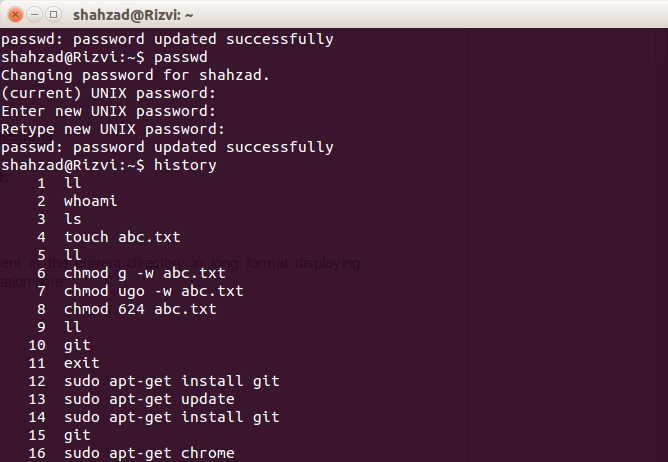 shahzad@Rizvi: ~
passwd: password updated successfully
shahzad@Rizvi:~$ passwd
Changing password for shahzad.
(current) UNIX password:
Enter new UNIX password:
Retype new UNIX password:
passwd: password updated successfully
shahzad@Rizvi:~$ history
1 ll
2 whoami
3 ls
4 touch abc.txt
5 ll
ent in the current directory in long format displaying
6 chmod g -w abc.txt
7 chmod ugo -w abc.txt
8 chmod 624 abc.txt
9 ll
10 git
11 exit
12 sudo apt-get install git
13 sudo apt-get update
14 sudo apt-get install git
15 git
16 sudo apt-get chrome